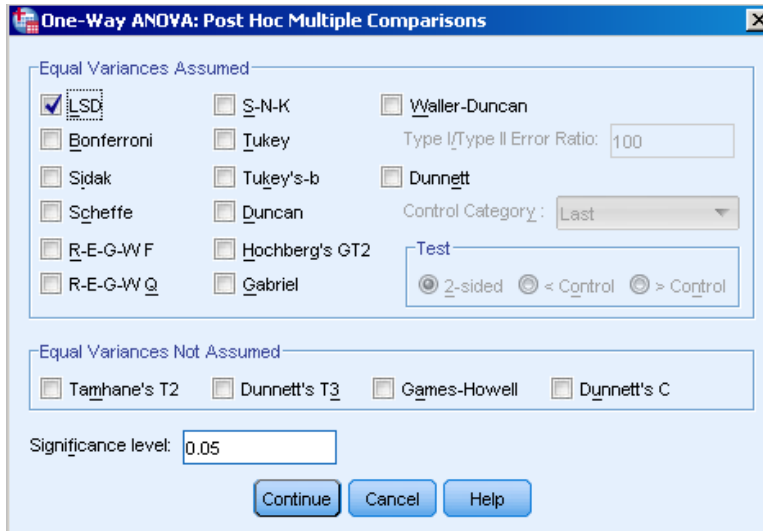 One-Way ANOVA: Post Hoc Multiple Comparisons
Equal Variances Assumed
LSD S-N-K Waller-Duncan
Bonferroni Tukey Type I/Type II Error Ratio: 100
Sidak Tukey's-b Dunnett
Scheffe Duncan Control Category : Last
R-E-G-W F Hochberg's GT2 Test
R-E-G-W Q Gabriel 2-sided < Control > Control
Equal Variances Not Assumed
Tamhane's T2 Dunnett's T3 Games-Howell Dunnett's C
Significance level: 0.05
Continue Cancel Help